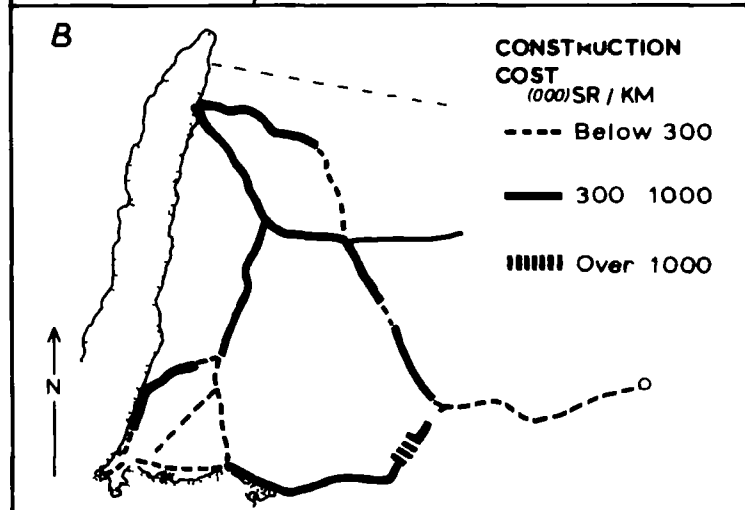 B
CONSTRUCTION
COST
(000)SR / KM
Below 300
300 1000
Over 1000
N